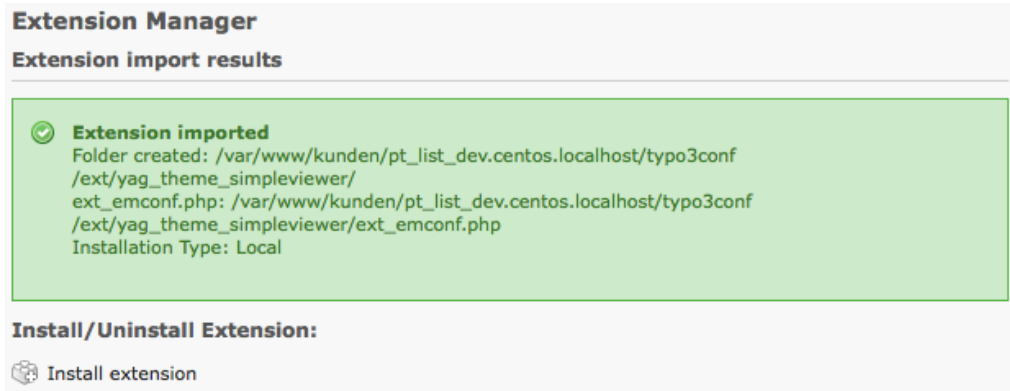 Extension Manager
Extension import results
Extension imported
Folder created: /var/www/kunden/pt_list_dev.centos.localhost/typo3conf
/ext/yag_theme_simpleviewer/
ext_emconf.php: /var/www/kunden/pt_list_dev.centos.localhost/typo3conf
/ext/yag_theme_simpleviewer/ext_emconf.php
Installation Type: Local
Install/Uninstall Extension:
Install extension